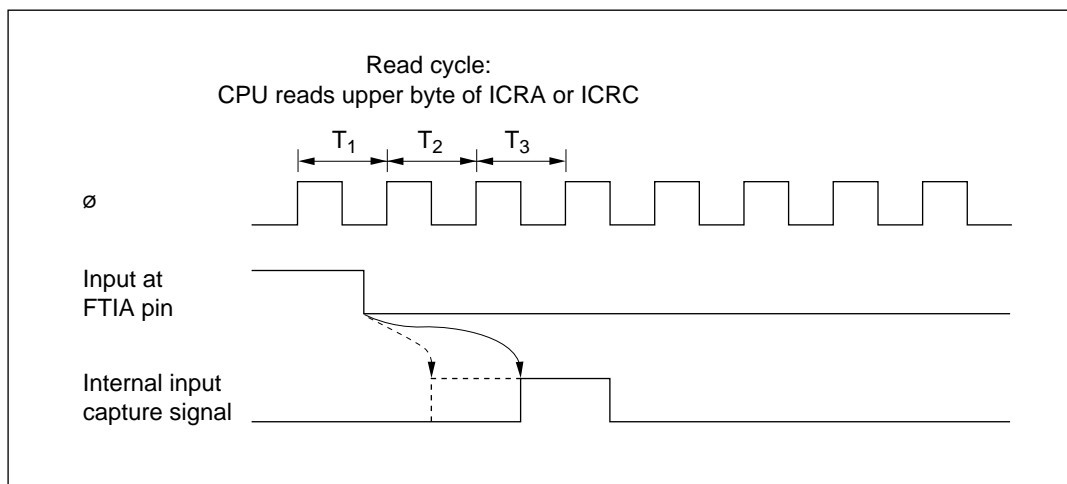 Read cycle:
CPU reads upper byte of ICRA or ICRC
T1 T2 T3
ø
Input at
FTIA pin
Internal input
capture signal